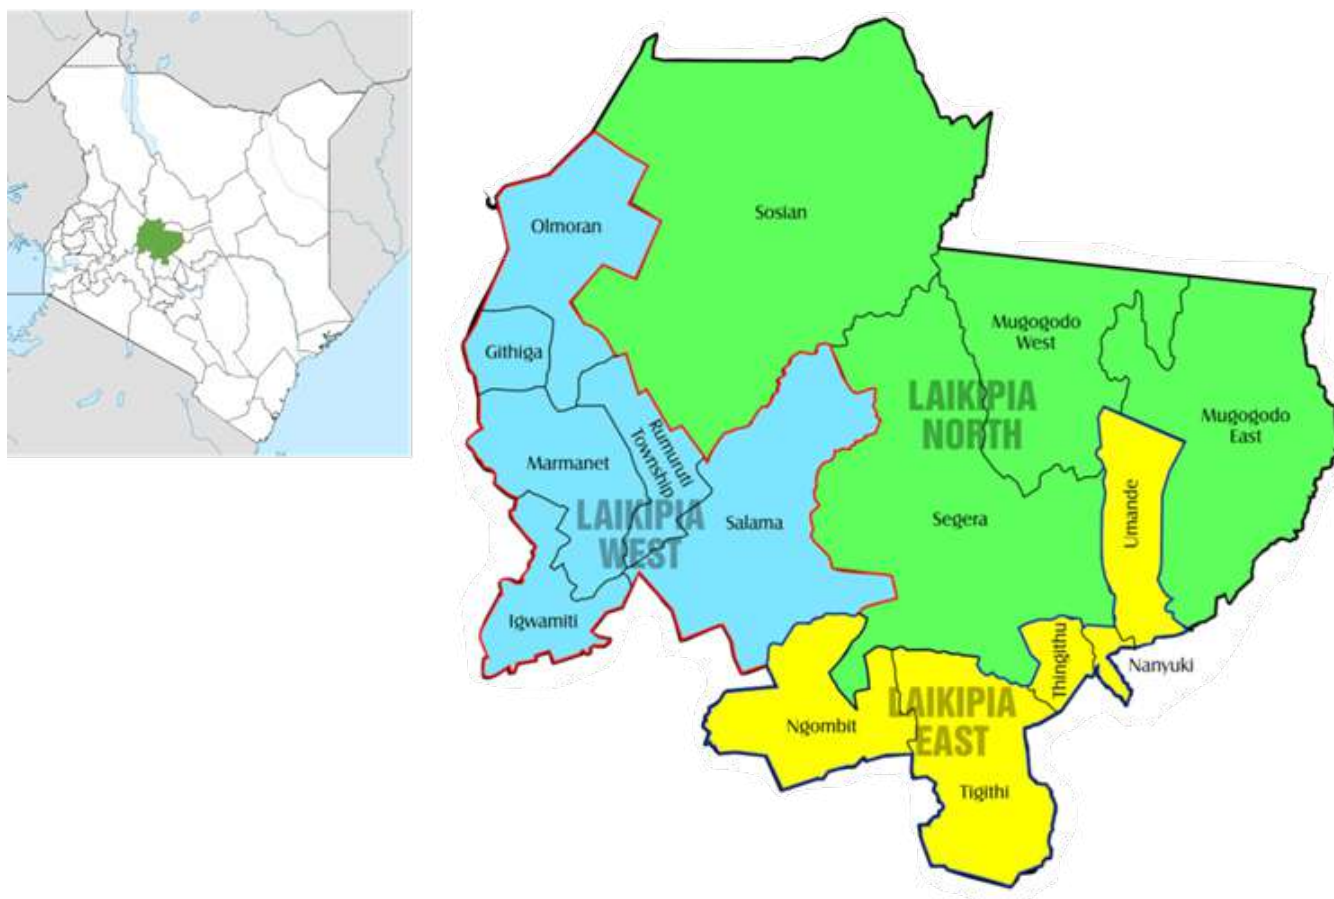 Sosian
Olmoran
Mugogodo
West
Githiga
LAIKIPIA
NORTH
Mugogodo
East
Rumuruti
Township
Marmanet
LAIKIPIA
WEST
Salama
Segera
Umande
Igwamiti
Thingithu
Nanyuki
LAIKIPIA
EAST
Ngombit
Tigithi